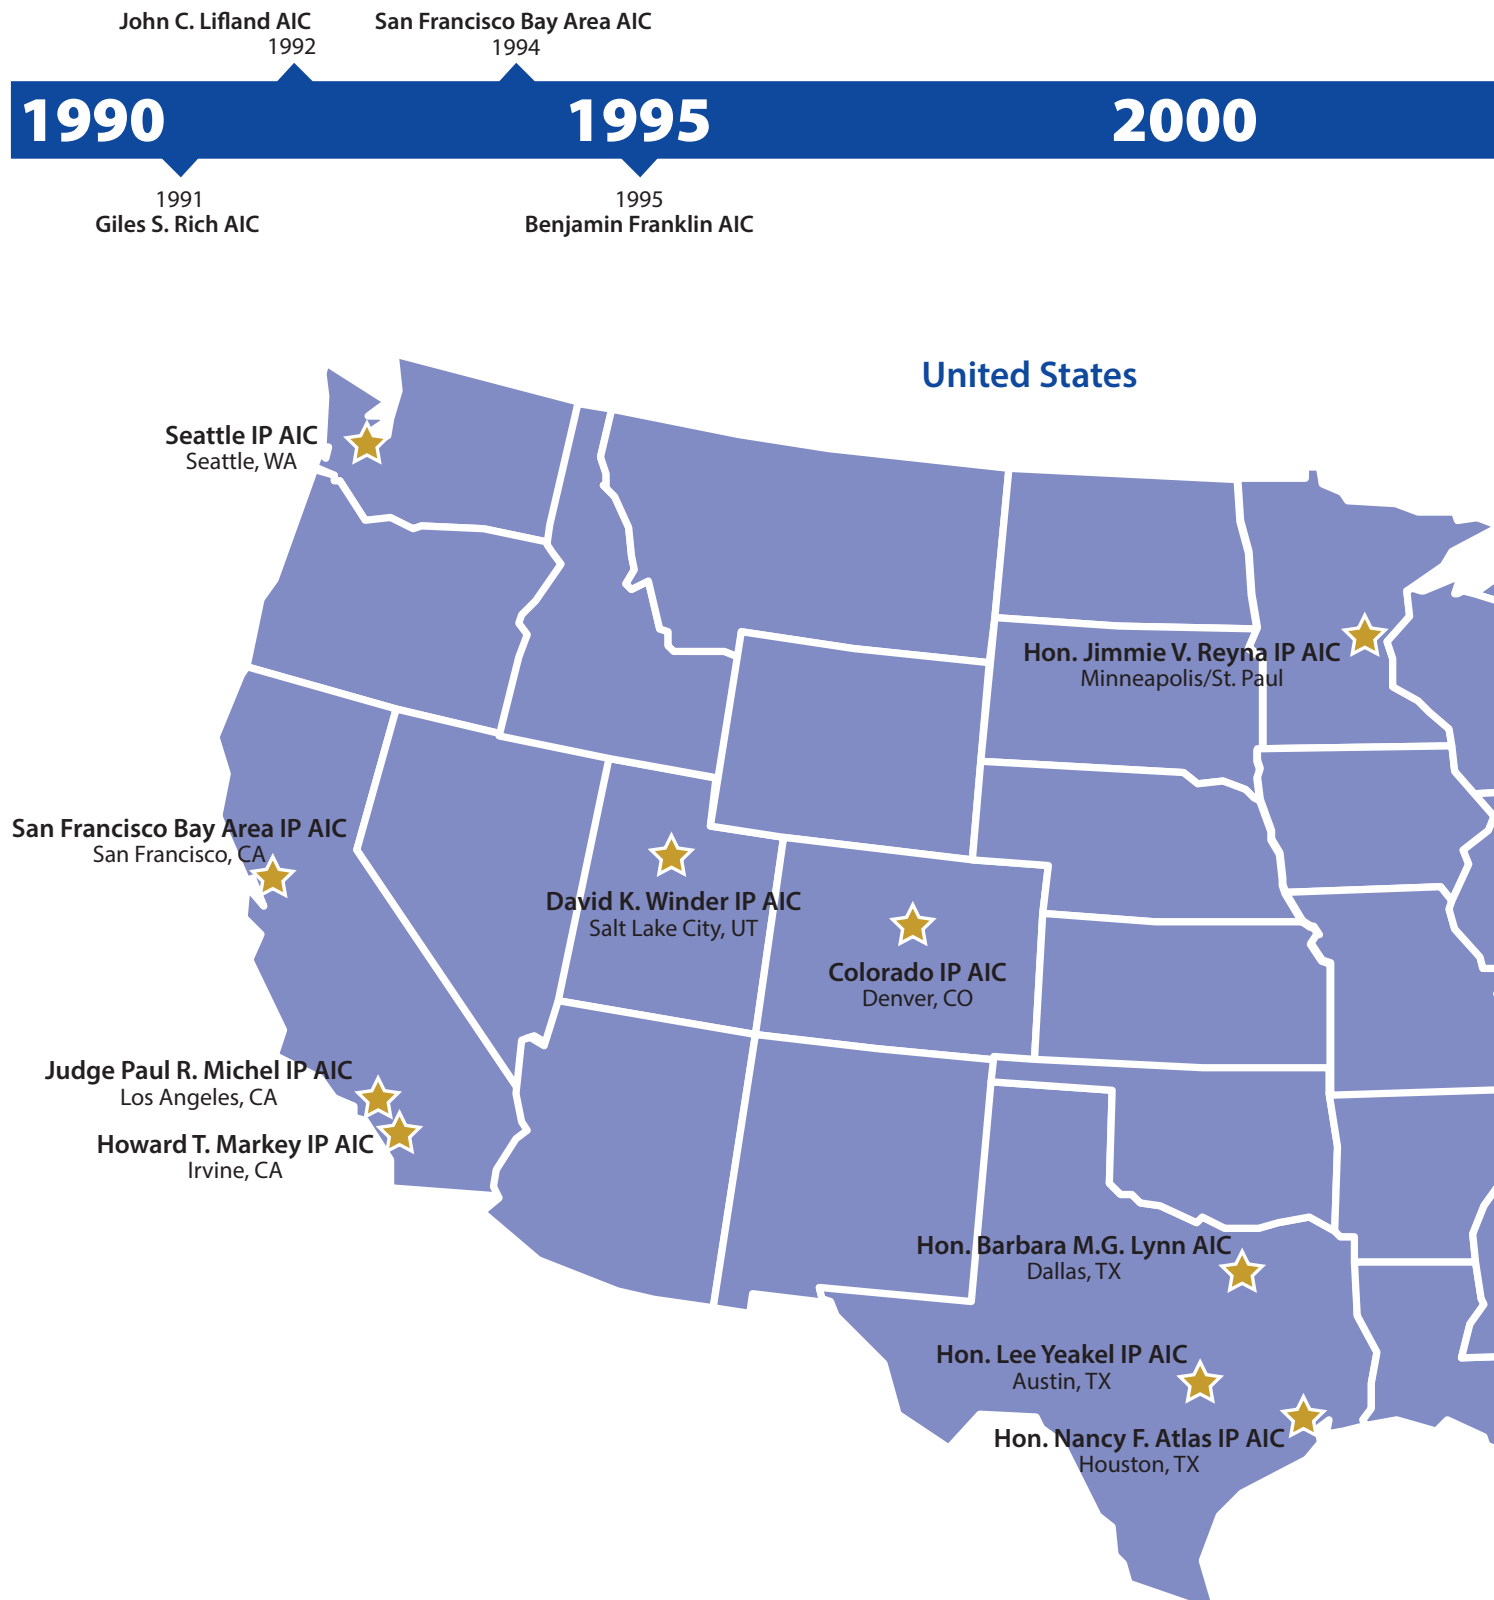 John C. Lifland AIC
1992
San Francisco Bay Area AIC
1994
1990
1995
2000
1991
Giles S. Rich AIC
1995
Benjamin Franklin AIC
United States
Seattle IP AIC
Seattle, WA
Hon. Jimmie V. Reyna IP AIC
Minneapolis/St. Paul
San Francisco Bay Area IP AIC
San Francisco, CA
David K. Winder IP AIC
Salt Lake City, UT
Colorado IP AIC
Denver, CO
Judge Paul R. Michel IP AIC
Los Angeles, CA
Howard T. Markey IP AIC
Irvine, CA
Hon. Barbara M.G. Lynn AIC
Dallas, TX
Hon. Lee Yeakel IP AIC
Austin, TX
Hon. Nancy F. Atlas IP AIC
Houston, TX